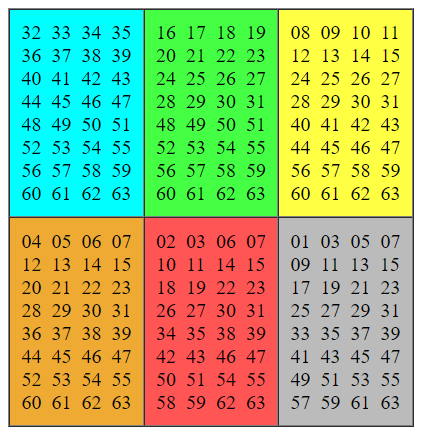 32 33 34 35
36 37 38 39
40 41 42 43
44 45 46 47
48 49 50 51
52 53 54 55
56 57 58 59
60 61 62 63
16 17 18 19
20 21 22 23
24 25 26 27
28 29 30 31
48 49 50 51
52 53 54 55
56 57 58 59
60 61 62 63
08 09 10 11
12 13 14 15
24 25 26 27
28 29 30 31
40 41 42 43
44 45 46 47
56 57 58 59
60 61 62 63
04 05 06 07
12 13 14 15
20 21 22 23
28 29 30 31
36 37 38 39
44 45 46 47
52 53 54 55
60 61 62 63
02 03 06 07
10 11 14 15
18 19 22 23
26 27 30 31
34 35 38 39
42 43 46 47
50 51 54 55
58 59 62 63
01 03 05 07
09 11 13 15
17 19 21 23
25 27 29 31
33 35 37 39
41 43 45 47
49 51 53 55
57 59 61 63